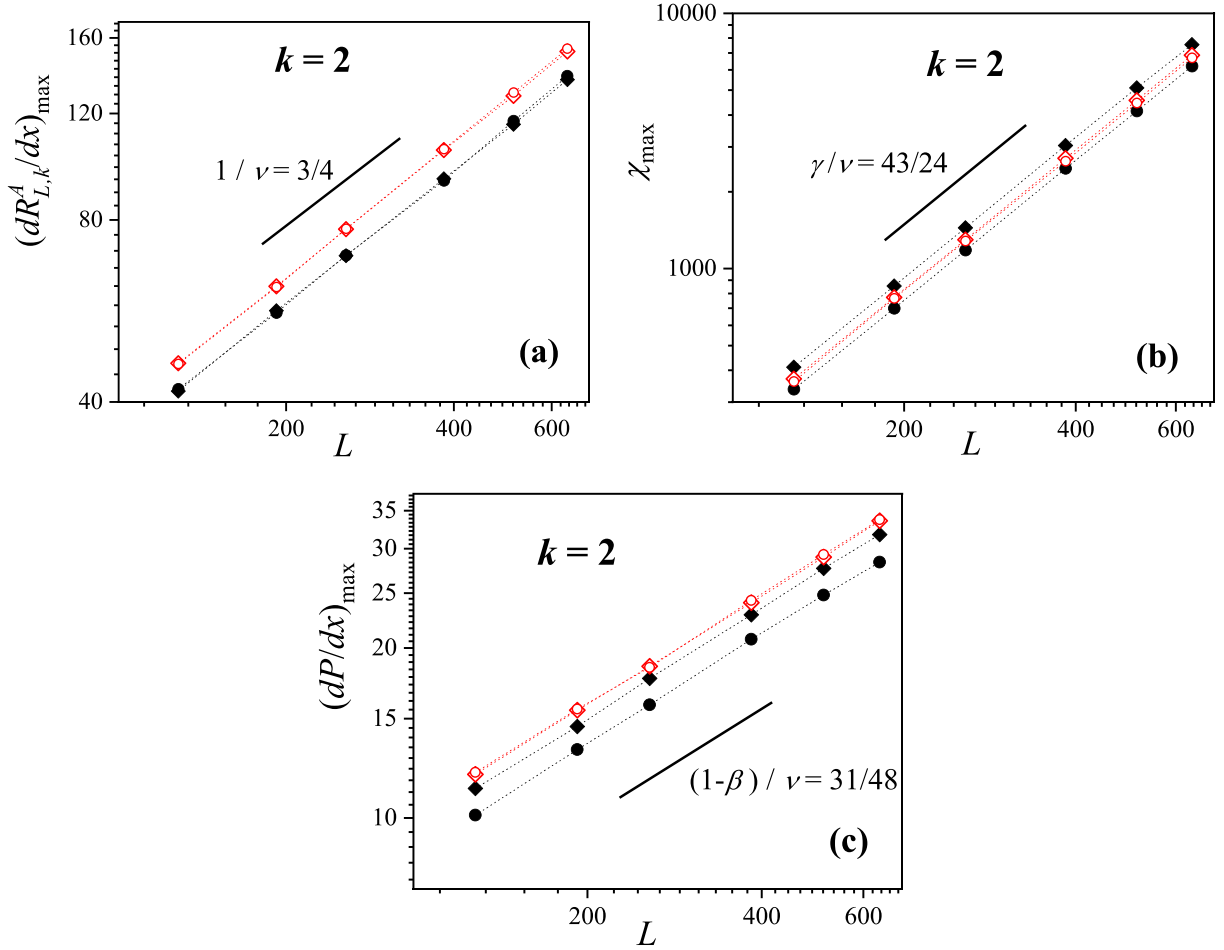 160
120
80
40
(dR^A_{L,k}/dx)_max
k = 2
1 / ν = 3/4
(a)
200
400
600
L
10000
1000
χ_max
k = 2
γ/ν = 43/24
(b)
200
400
600
L
35
30
25
20
15
10
(dP/dx)_max
k = 2
(1-β) / ν = 31/48
(c)
200
400
600
L